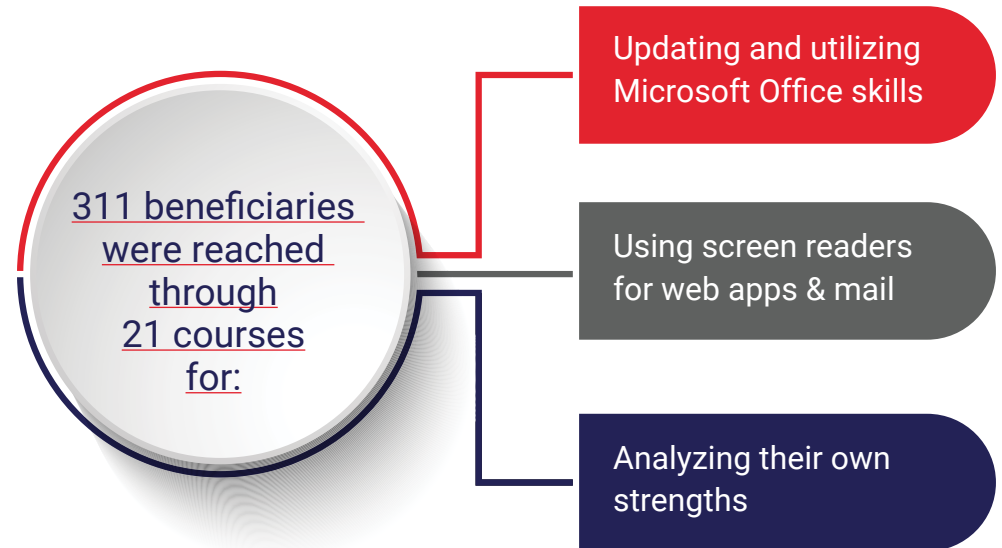 311 beneficiaries
were reached
through
21 courses
for:
Updating and utilizing
Microsoft Office skills
Using screen readers
for web apps & mail
Analyzing their own
strengths